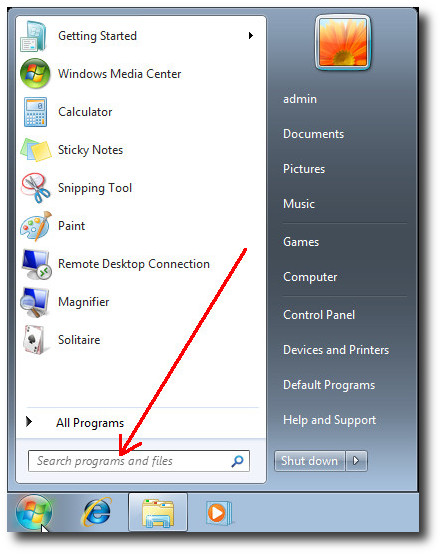 Getting Started
Windows Media Center
Calculator
Sticky Notes
Snipping Tool
Paint
Remote Desktop Connection
Magnifier
Solitaire
All Programs
Search programs and files
admin
Documents
Pictures
Music
Games
Computer
Control Panel
Devices and Printers
Default Programs
Help and Support
Shut down